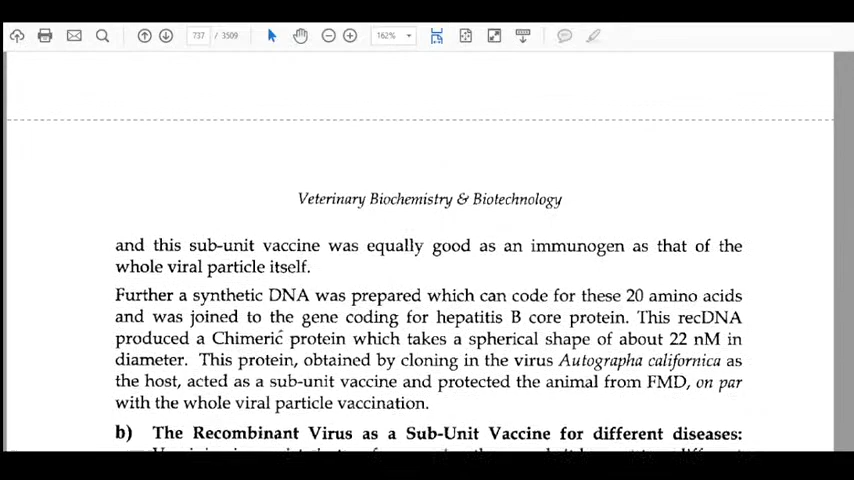 737 / 3509 162%
Veterinary Biochemistry & Biotechnology
and this sub-unit vaccine was equally good as an immunogen as that of the
whole viral particle itself.
Further a synthetic DNA was prepared which can code for these 20 amino acids
and was joined to the gene coding for hepatitis B core protein. This recDNA
produced a Chimeric protein which takes a spherical shape of about 22 nM in
diameter. This protein, obtained by cloning in the virus Autographa californica as
the host, acted as a sub-unit vaccine and protected the animal from FMD, on par
with the whole viral particle vaccination.
b) The Recombinant Virus as a Sub-Unit Vaccine for different diseases: